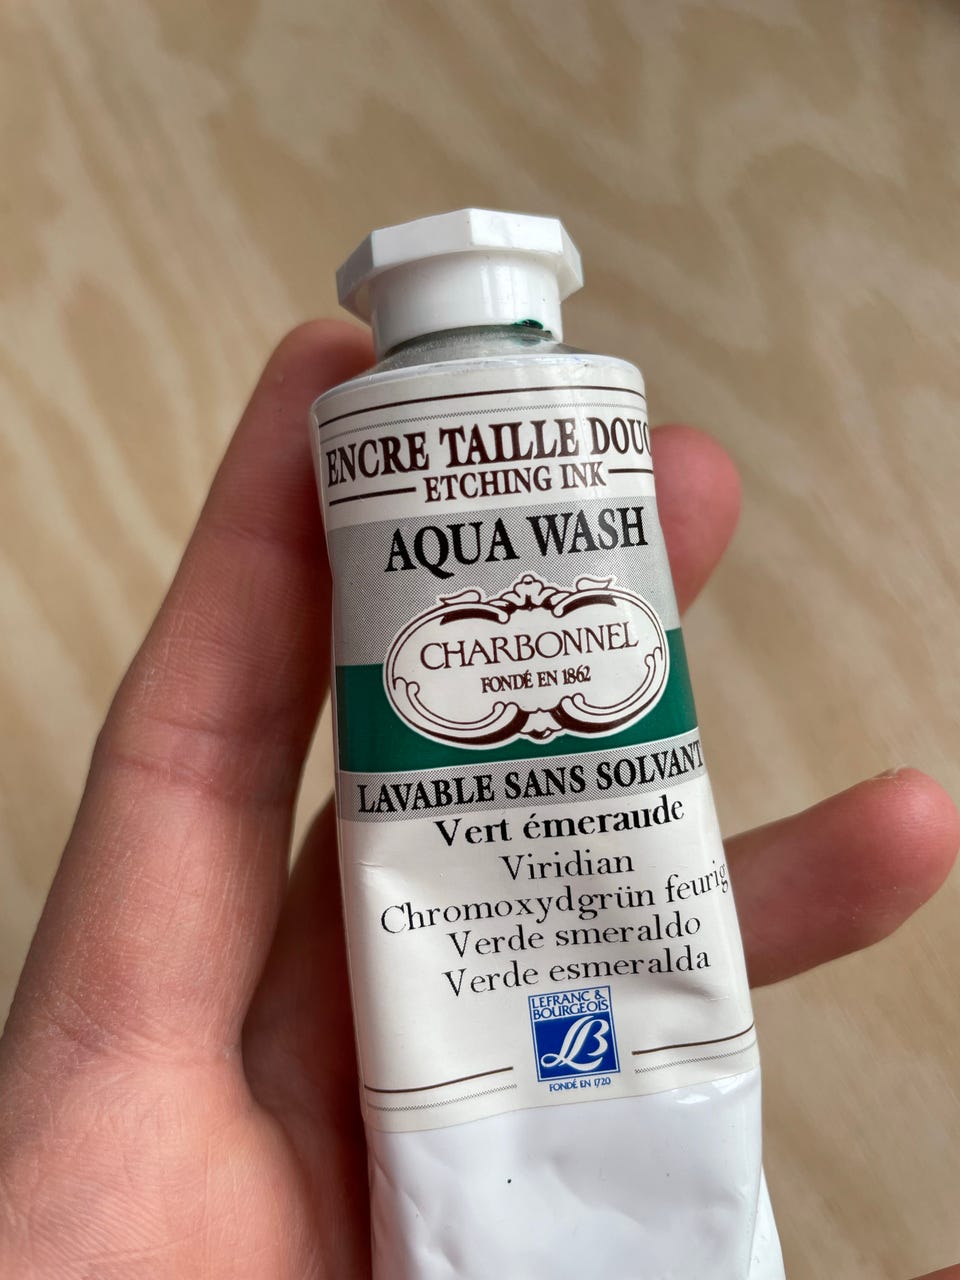 ENCRE TAILLE DOUC
ETCHING INK
AQUA WASH
CHARBONNEL
FONDÉ EN 1862
LAVABLE SANS SOLVANT
Vert émeraude
Viridian
Chromoxydgrün feurig
Verde smeraldo
Verde esmeralda
LEFRANC &
BOURGEOIS
LB
FONDÉ EN 1720